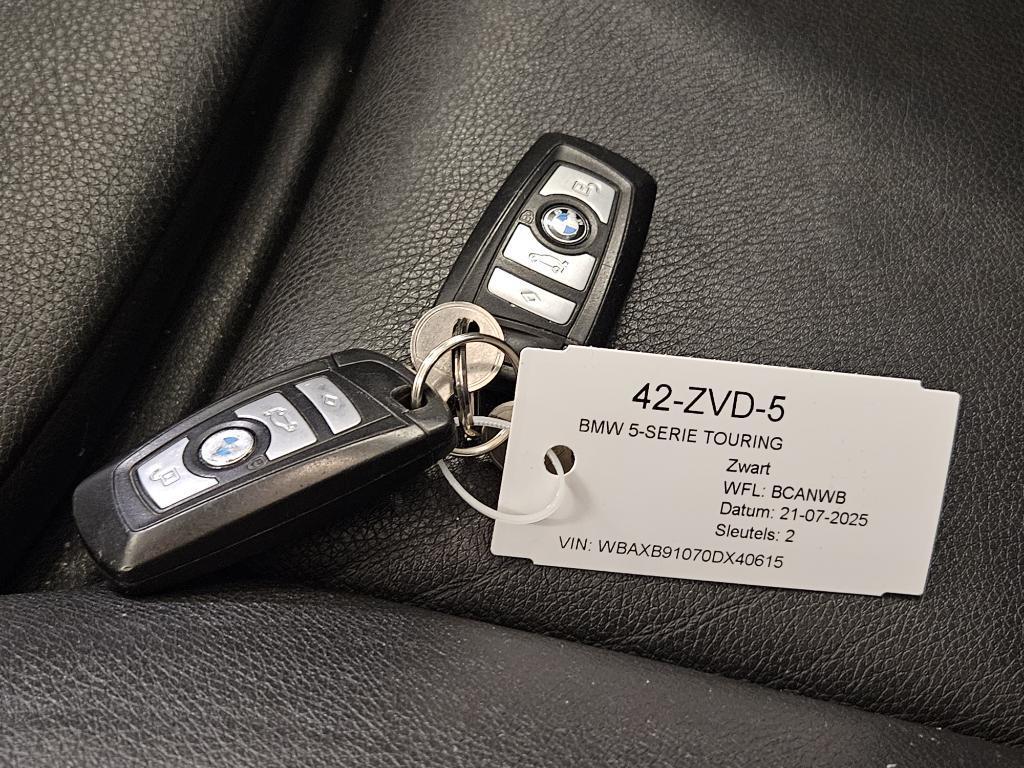 42-ZVD-5
BMW 5-SERIE TOURING
Zwart
WFL: BCANWB
Datum: 21-07-2025
Sleutels: 2
VIN: WBAXB91070DX40615